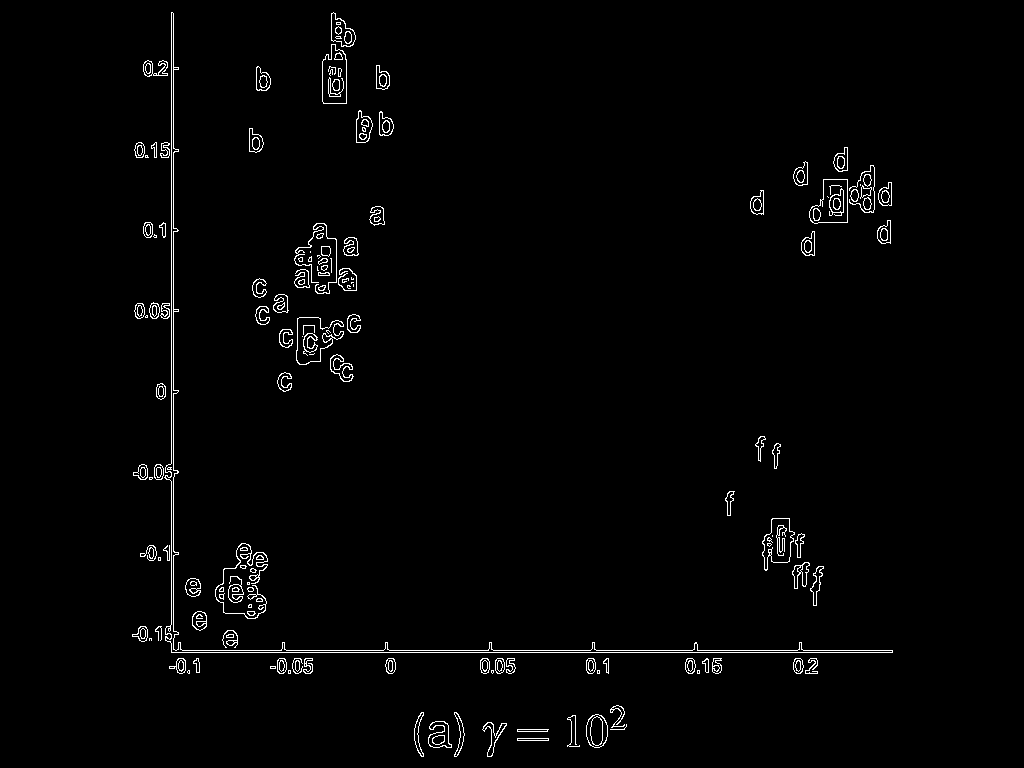 b b
b b
0.2 b b b
b b
0.15 b d d
d d d d d d d d
a
0.1 a a d d
a a a a a a
c a
0.05 c c c c c c c
c c
0 c
f f
-0.05
f
-0.1 e e f f f f
e e e e f f f f
e
-0.15 e
-0.1 -0.05 0 0.05 0.1 0.15 0.2
(a) γ = 10²